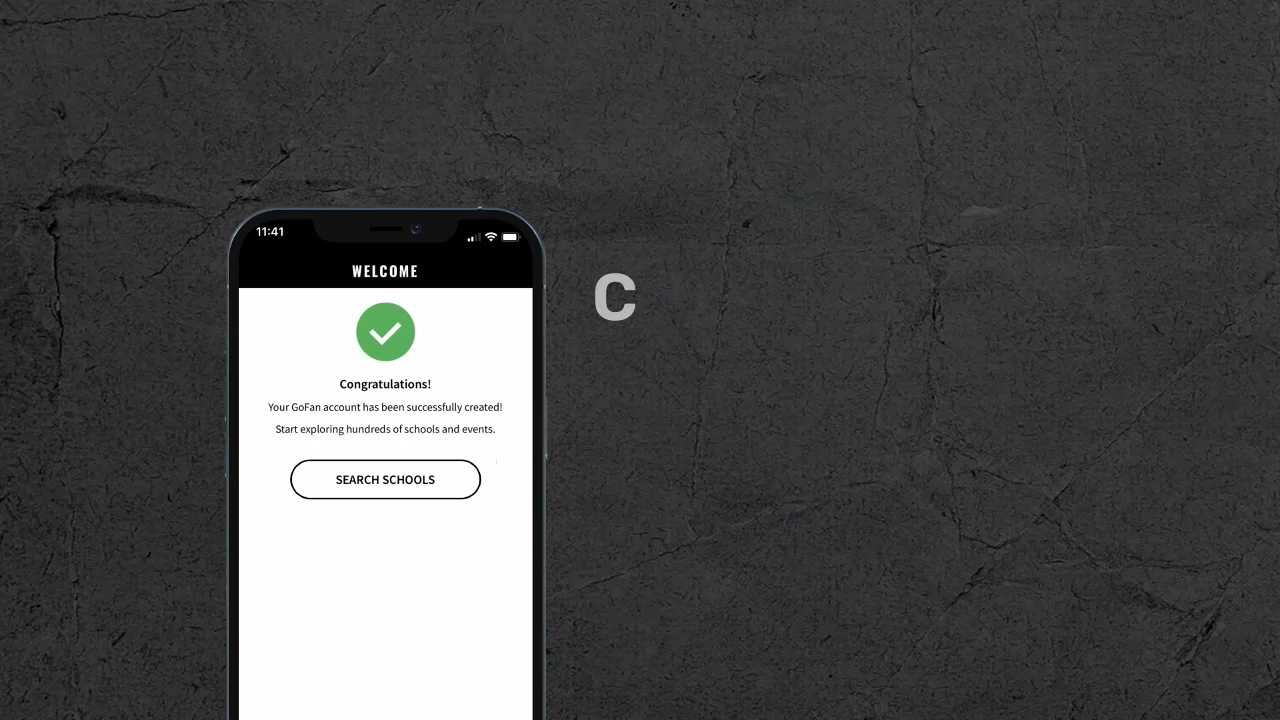 11:41
WELCOME
C
Congratulations!
Your GoFan account has been successfully created!
Start exploring hundreds of schools and events.
SEARCH SCHOOLS